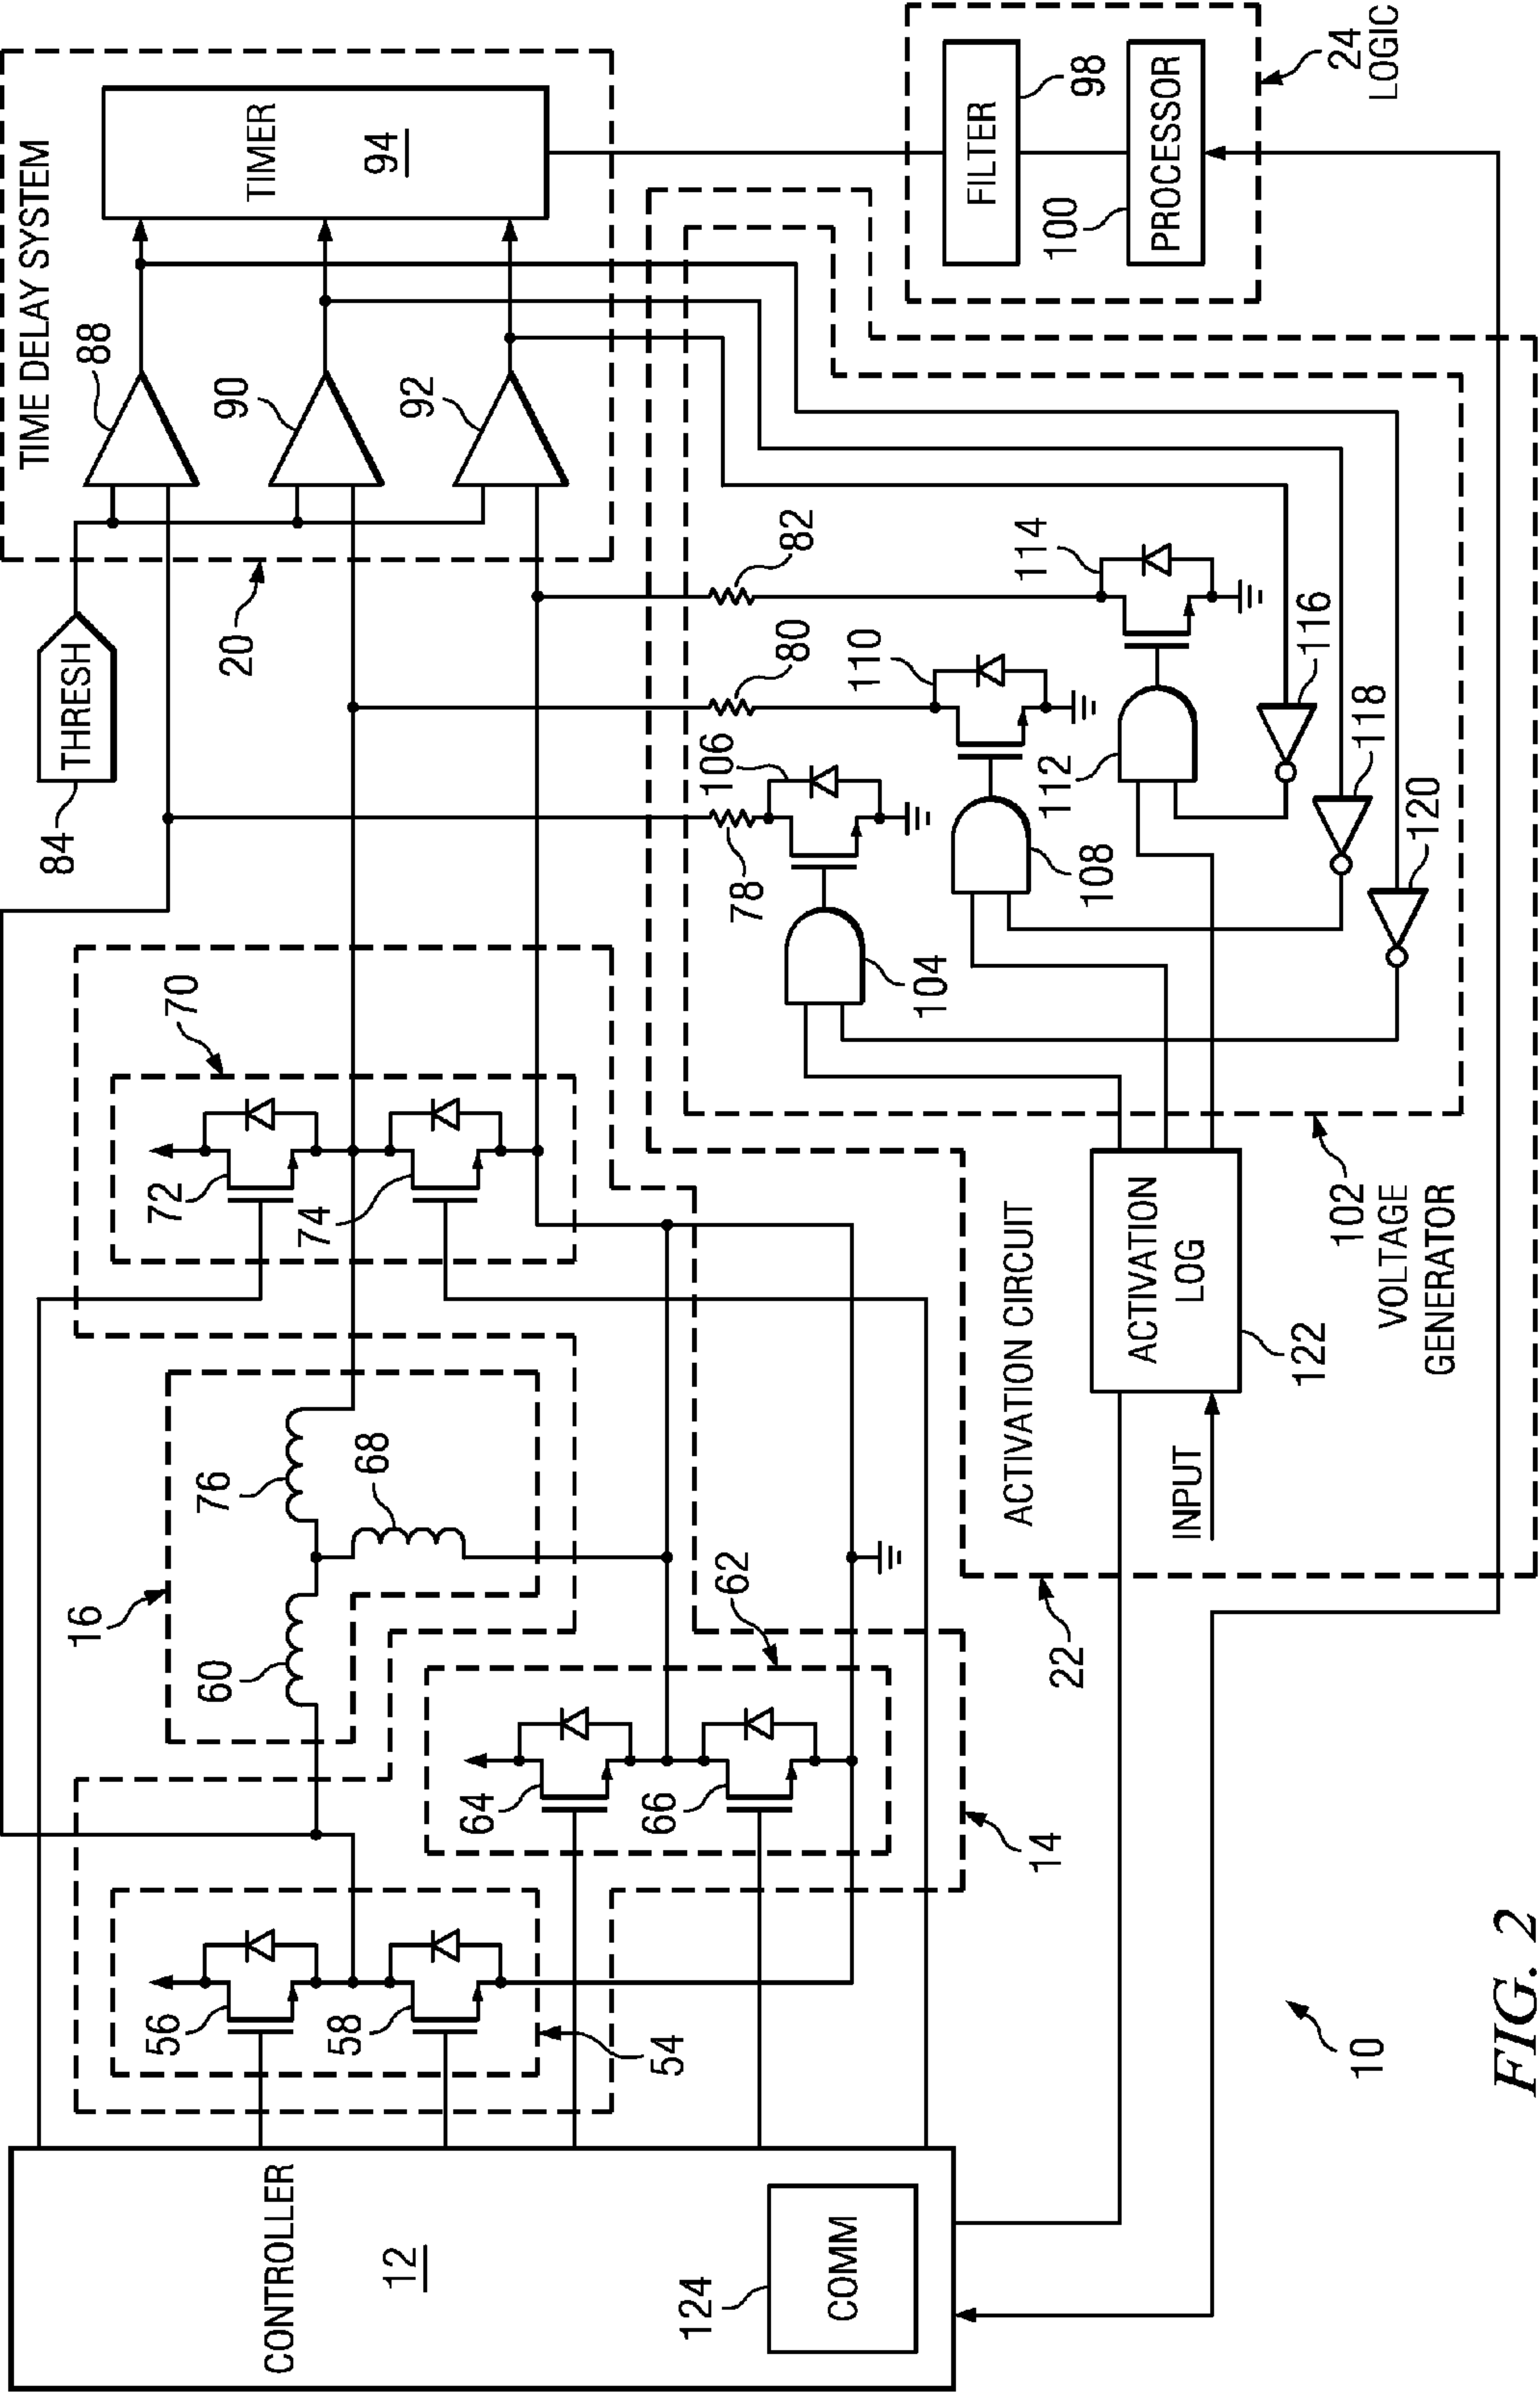 TIME DELAY SYSTEM
TIMER
94
88
90
92
20
THRESH
84
FILTER
98
PROCESSOR
100
24
LOGIC
82
80
78
114
110
106
112
108
104
116
118
120
70
72
74
16
76
68
60
62
64
66
14
56
58
54
ACTIVATION CIRCUIT
22
ACTIVATION
LOG
122
INPUT
102
VOLTAGE
GENERATOR
CONTROLLER
12
COMM
124
10
FIG. 2